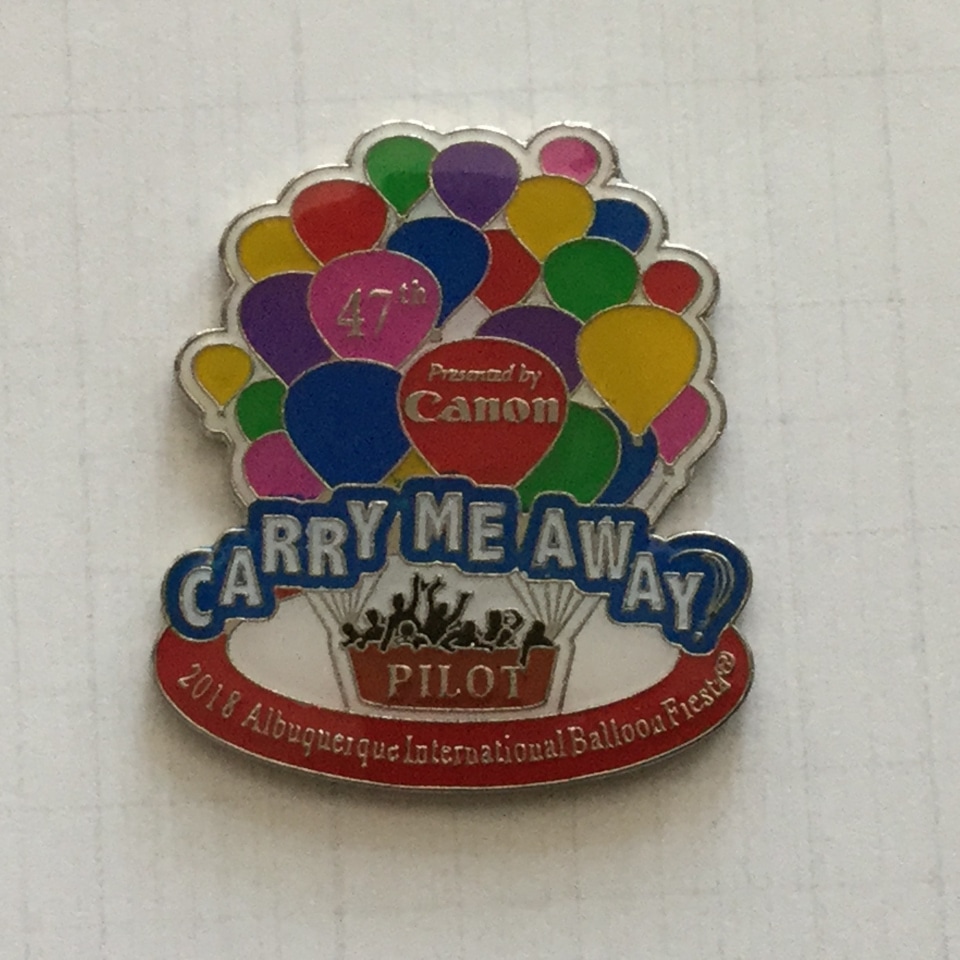 47th
Presented by
Canon
CARRY ME AWAY
PILOT
2018 Albuquerque International Balloon Fiesta®